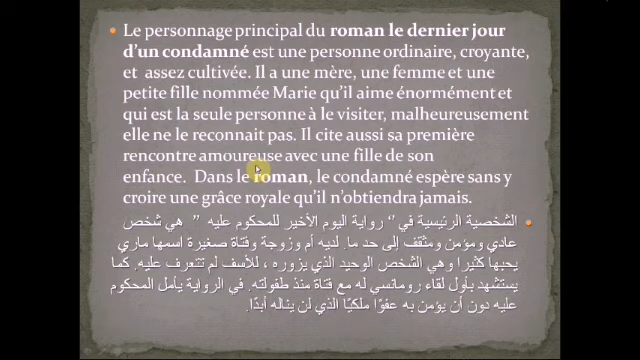 Le personnage principal du roman le dernier jour
d'un condamné est une personne ordinaire, croyante,
et assez cultivée. Il a une mère, une femme et une
petite fille nommée Marie qu'il aime énormément et
qui est la seule personne à le visiter, malheureusement
elle ne le reconnait pas. Il cite aussi sa première
rencontre amoureuse avec une fille de son
enfance. Dans le roman, le condamné espère sans y
croire une grâce royale qu'il n'obtiendra jamais.
الشخصية الرئيسية في " رواية اليوم الأخير للمحكوم عليه " هي شخص
عادي ومؤمن ومثقف إلى حد ما. لديه أم وزوجة وفتاة صغيرة اسمها ماري
يحبها كثيرا وهي الشخص الوحيد الذي يزوره ، للأسف لم تتعرف عليه. كما
يستشهد بأول لقاء رومانسي له مع فتاة منذ طفولته. في الرواية يأمل المحكوم
عليه دون أن يؤمن به عفوًا ملكيًا الذي لن يناله أبدًا.